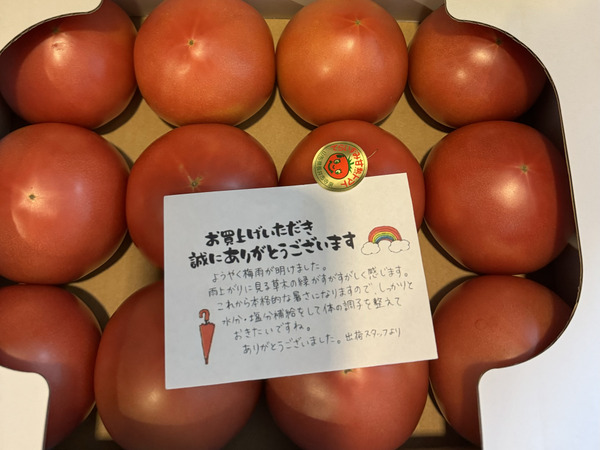 お買上げいただき
誠にありがとうございます
ようやく梅雨が明けました。
雨上がりに見る草木の緑がすがすがしく感じます。
これから本格的な暑さになりますので、しっかりと
水分・塩分補給をして体の調子を整えて
おきたいですね。
ありがとうございました。出荷スタッフより